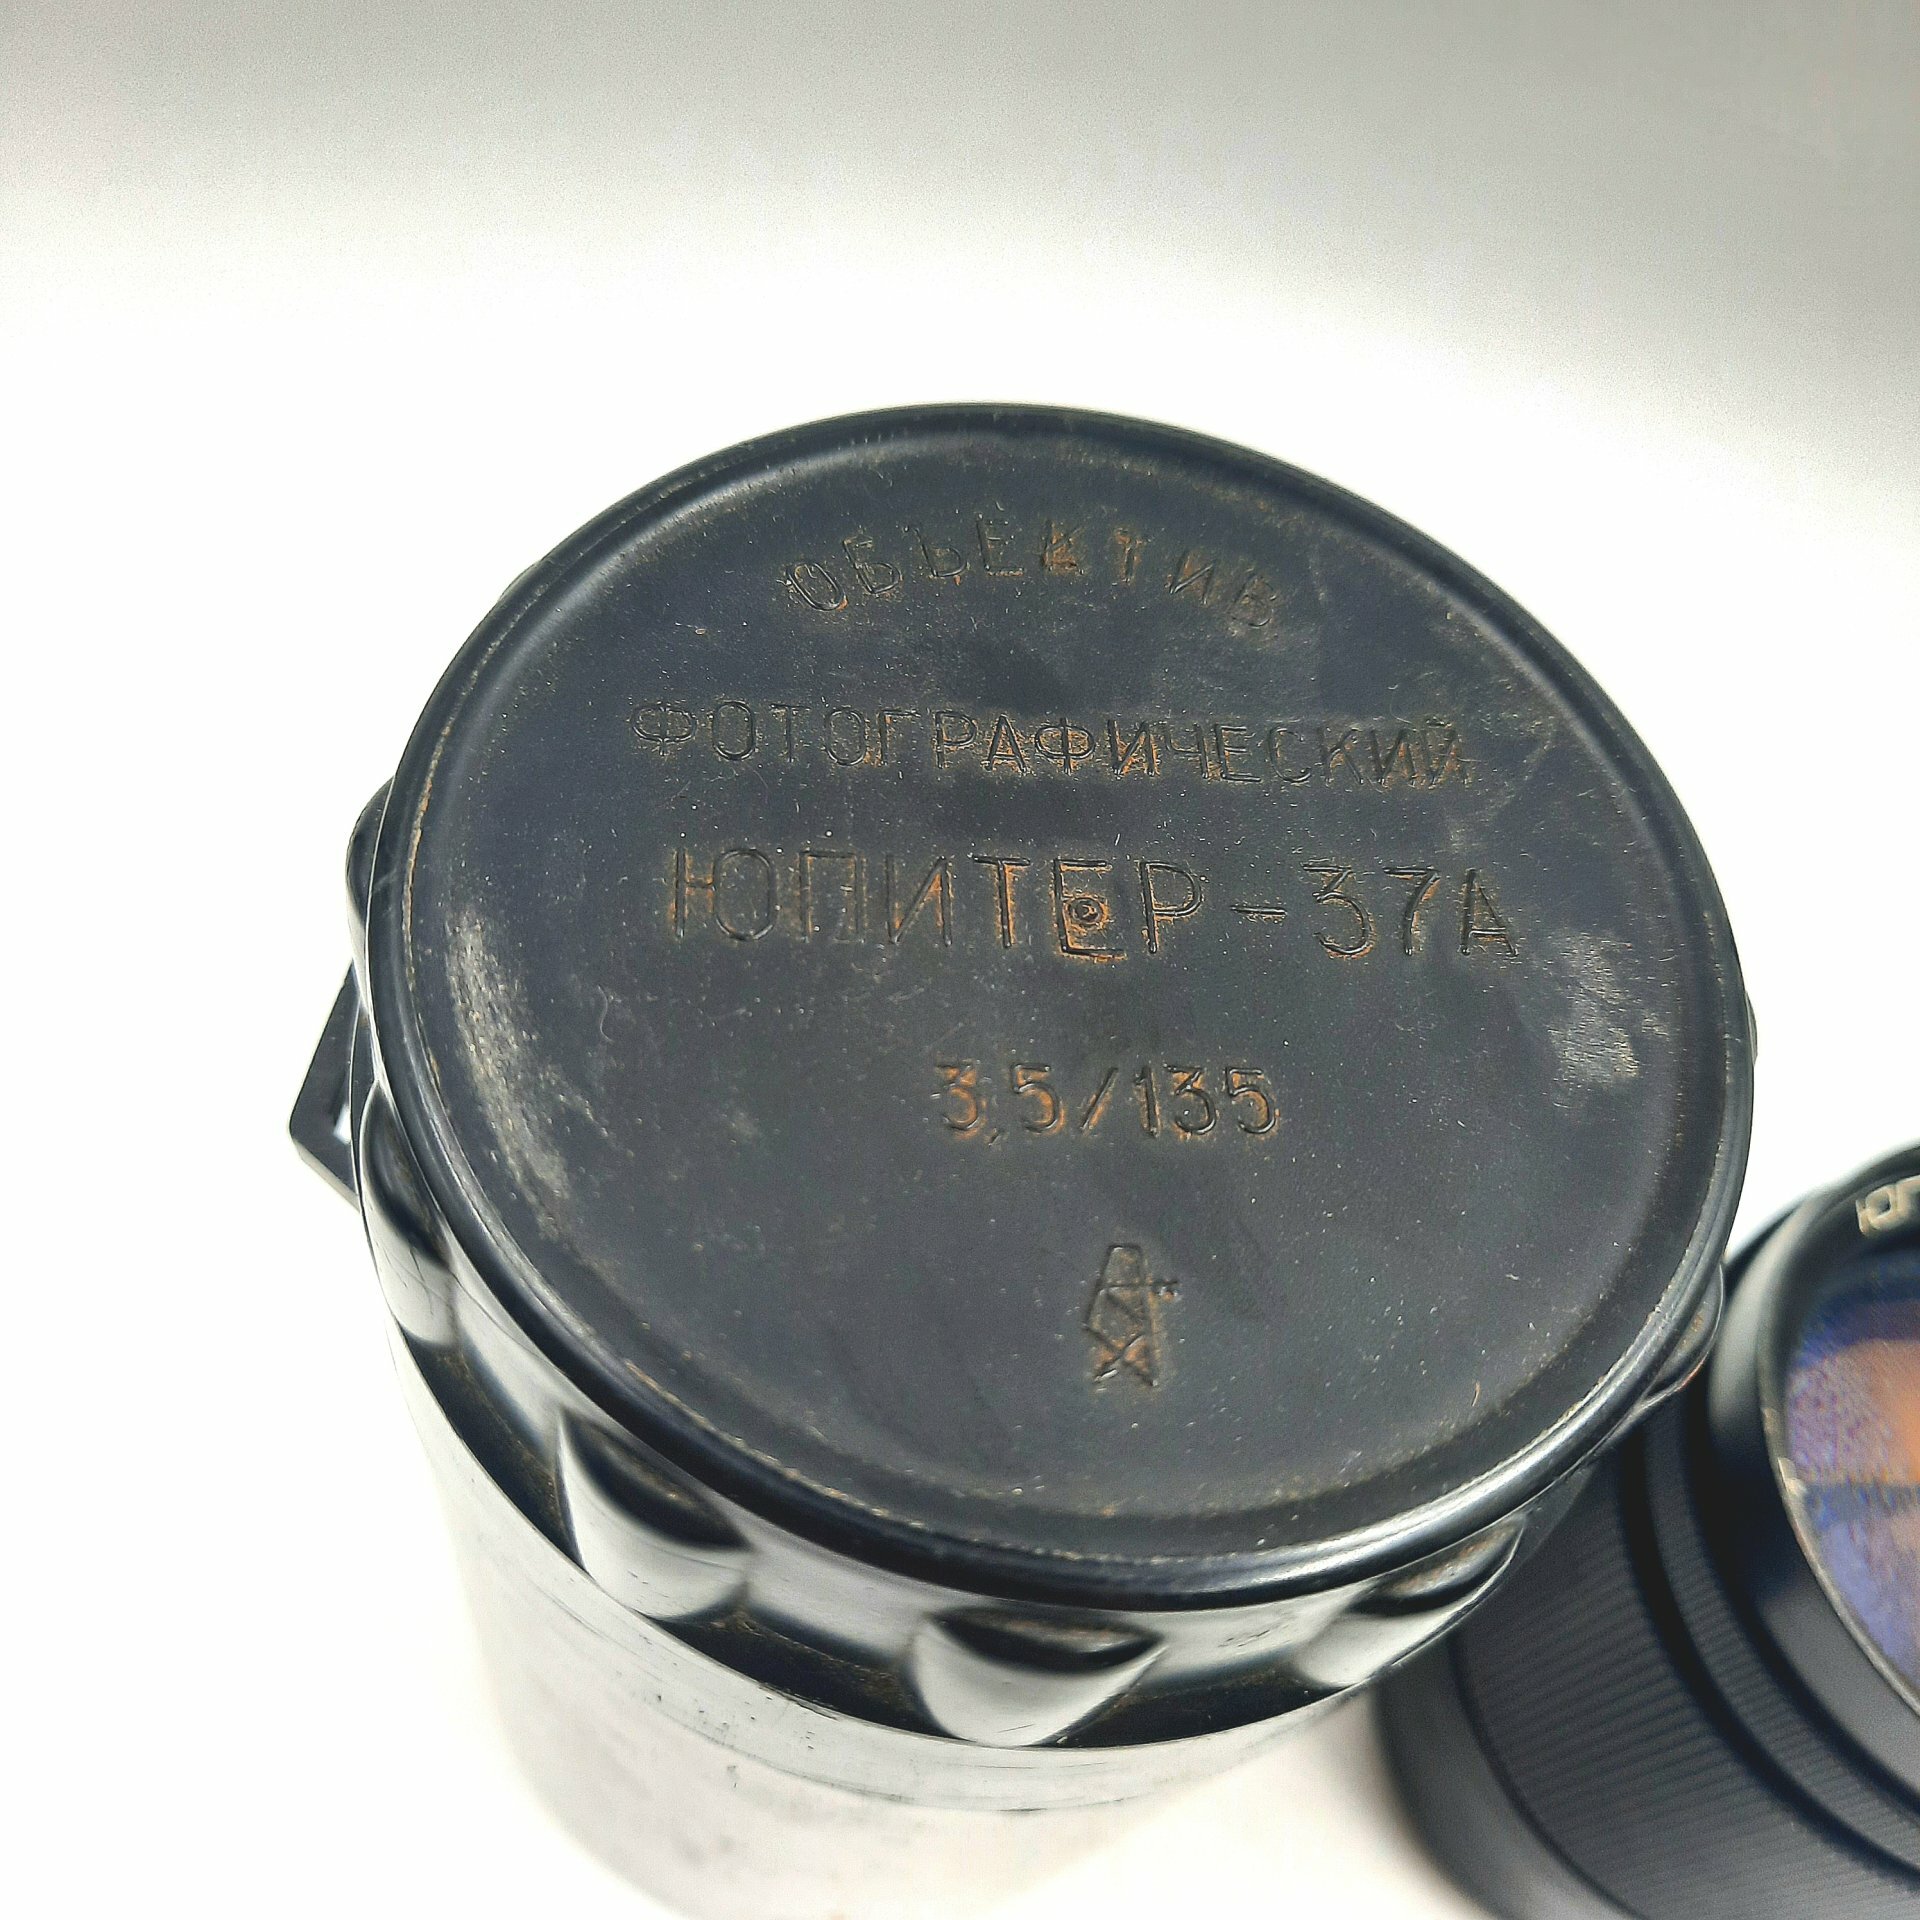 ОБЪЕКТИВ
ФОТОГРАФИЧЕСКИЙ
ЮПИТЕР-37А
3,5/135